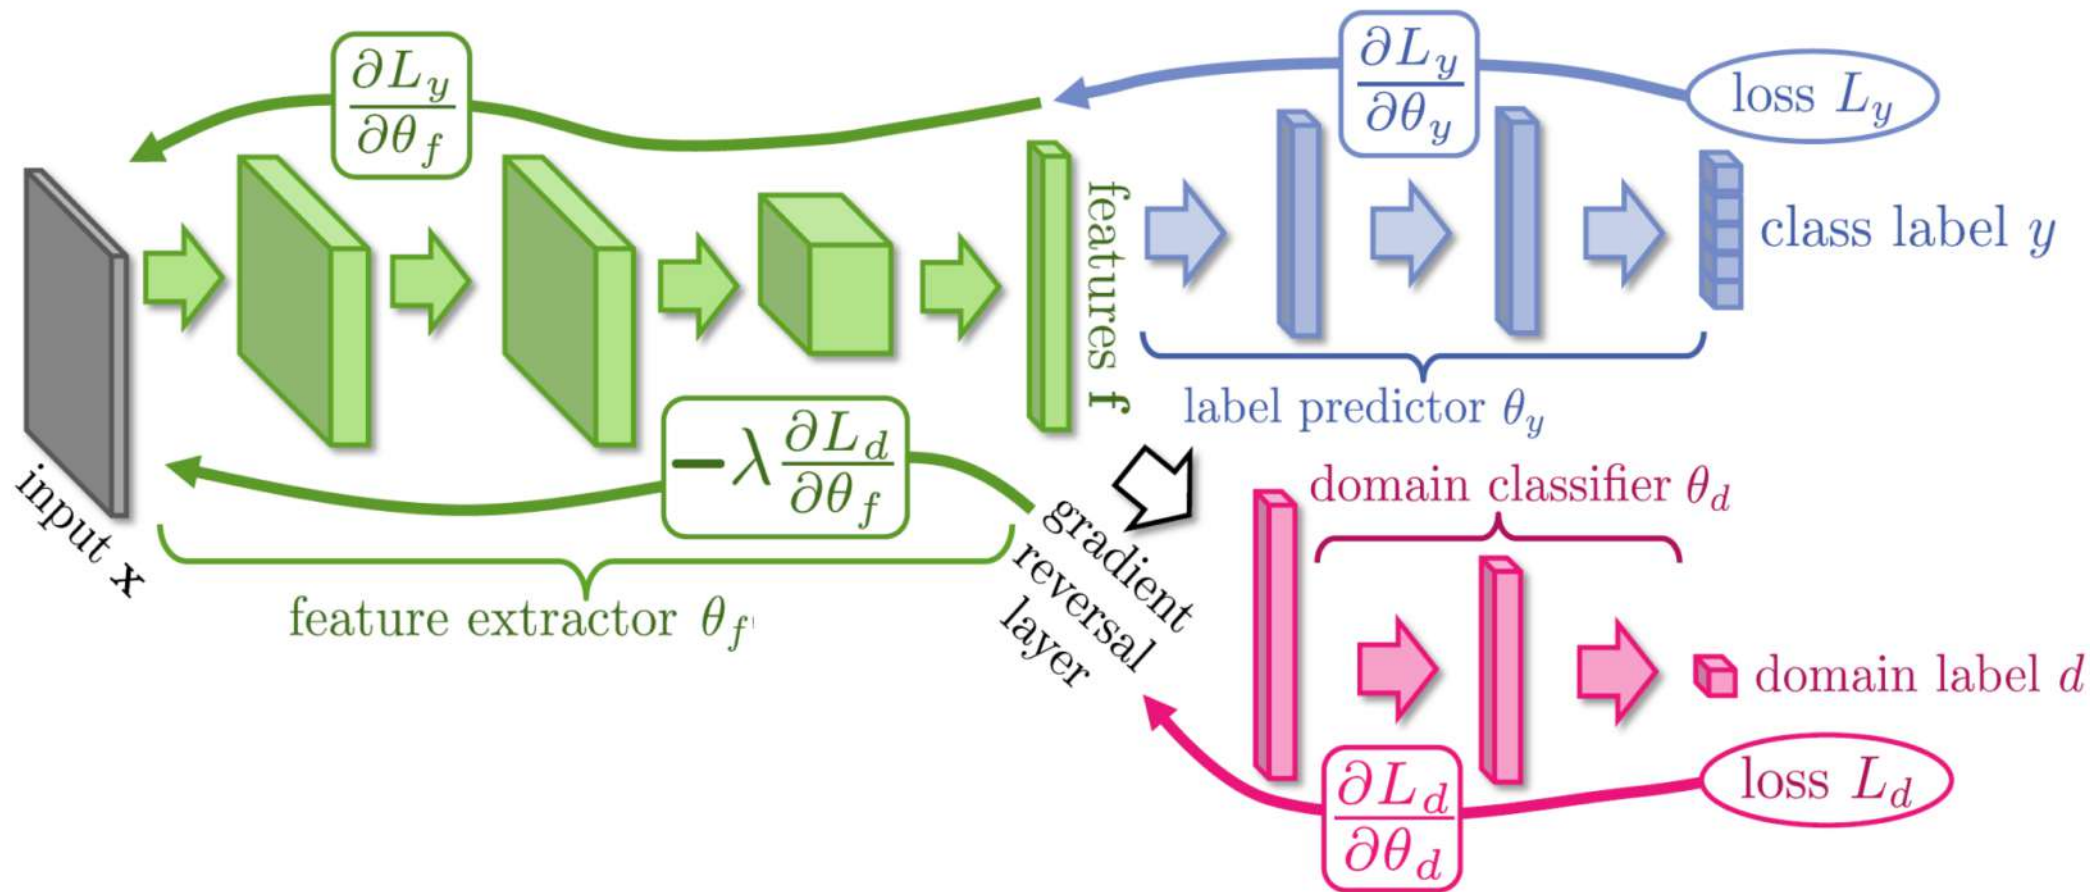 ∂L_y
∂θ_f
∂L_y
∂θ_y
loss L_y
class label y
features f
label predictor θ_y
input x
−λ ∂L_d
∂θ_f
feature extractor θ_f
gradient
reversal
layer
domain classifier θ_d
domain label d
∂L_d
∂θ_d
loss L_d